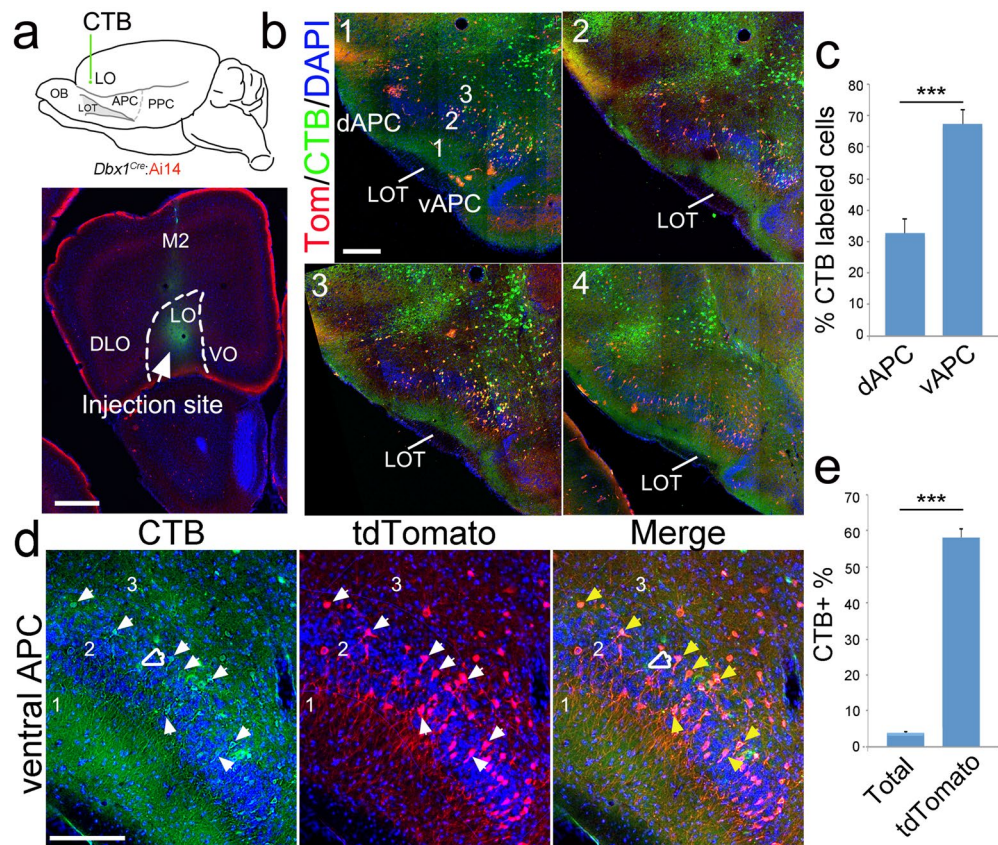 a
CTB
LO
OB
LOT
APC
PPC
Dbx1Cre:Ai14
M2
LO
DLO
VO
Injection site
b
Tom/CTB/DAPI
1
3
2
dAPC
1
LOT
vAPC
2
LOT
3
LOT
4
LOT
c
% CTB labeled cells
80
70
60
50
40
30
20
10
0
***
dAPC
vAPC
d
ventral APC
CTB
3
2
1
tdTomato
3
2
1
Merge
3
2
1
e
CTB+ %
70
60
50
40
30
20
10
0
***
Total
tdTomato